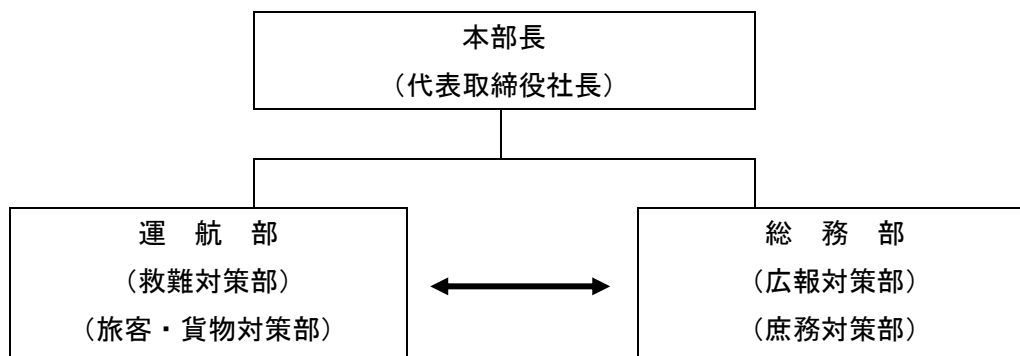 本部長
（代表取締役社長）
運　航　部
（救難対策部）
（旅客・貨物対策部）
総　務　部
（広報対策部）
（庶務対策部）